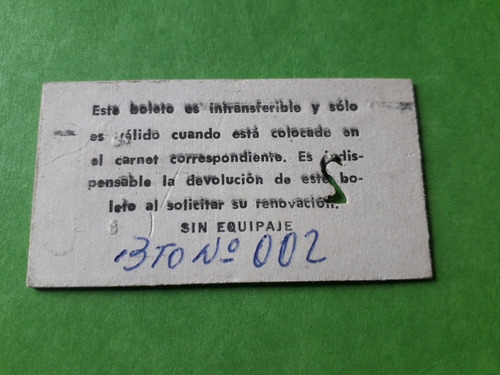 Este boleto es intransferible y sólo
es válido cuando está colocado en
el carnet correspondiente. Es indis-
pensable la devolución de este bo-
leto al solicitar su renovación.
SIN EQUIPAJE
BTO Nº 002